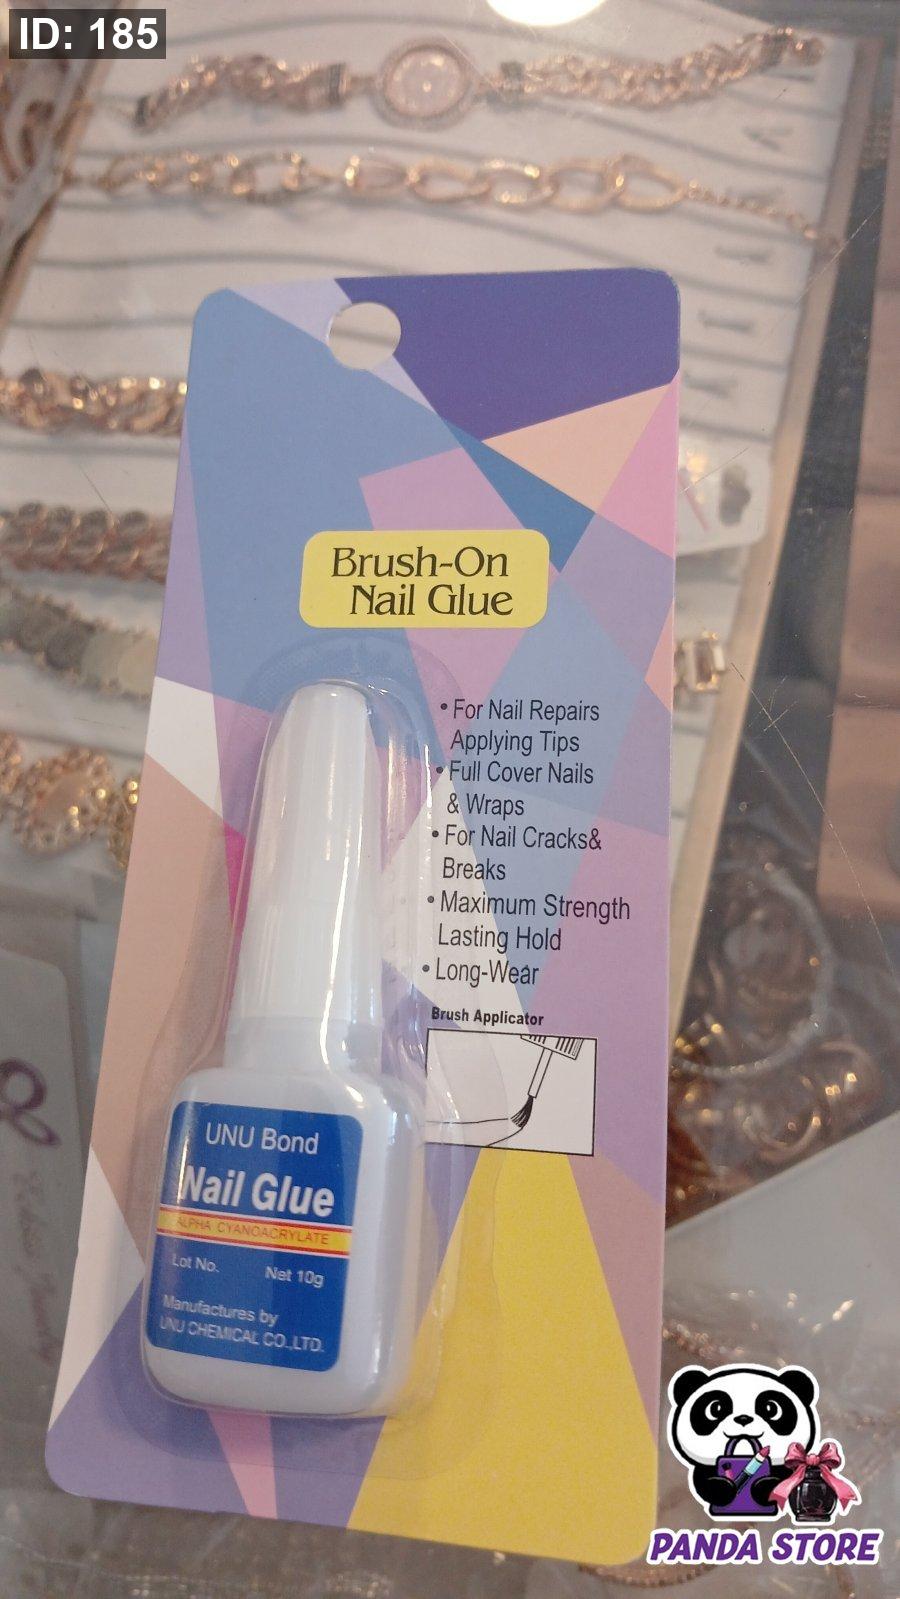 ID: 185
Brush-On
Nail Glue
• For Nail Repairs
Applying Tips
• Full Cover Nails
& Wraps
• For Nail Cracks&
Breaks
• Maximum Strength
Lasting Hold
• Long-Wear
Brush Applicator
UNU Bond
Nail Glue
ALPHA CYANOACRYLATE
Lot No. Net 10g
Manufactures by
UNU CHEMICAL CO.,LTD.
PANDA STORE